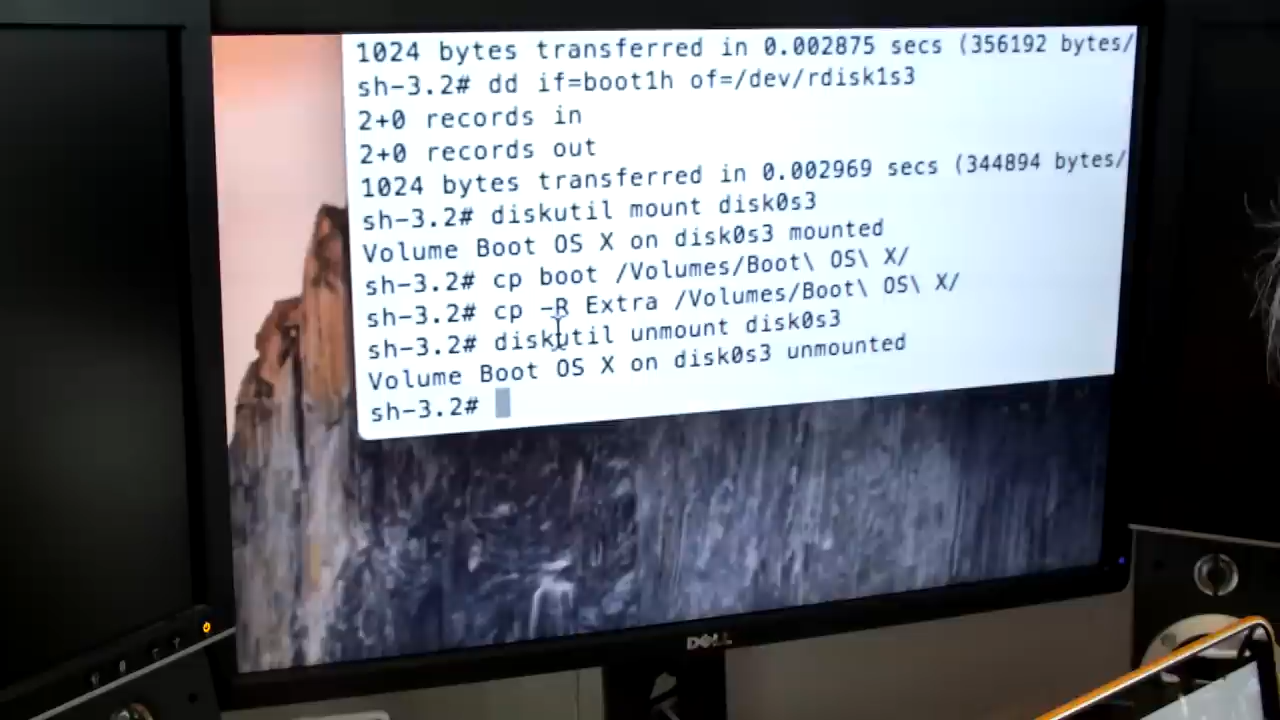 1024 bytes transferred in 0.002875 secs (356192 bytes/
sh-3.2# dd if=boot1h of=/dev/rdisk1s3
2+0 records in
2+0 records out
1024 bytes transferred in 0.002969 secs (344894 bytes/
sh-3.2# diskutil mount disk0s3
Volume Boot OS X on disk0s3 mounted
sh-3.2# cp boot /Volumes/Boot\ OS\ X/
sh-3.2# cp -R Extra /Volumes/Boot\ OS\ X/
sh-3.2# diskutil unmount disk0s3
Volume Boot OS X on disk0s3 unmounted
sh-3.2#
DELL